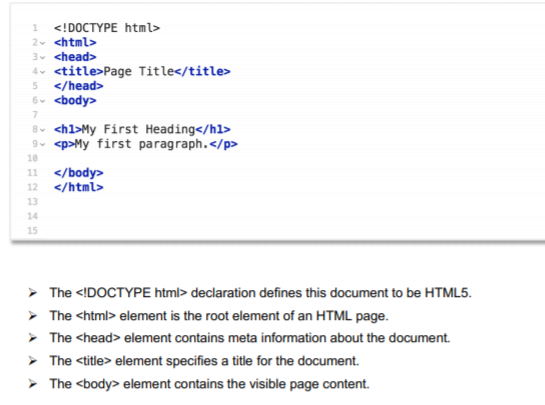 1 <!DOCTYPE html>
2 <html>
3 <head>
4 <title>Page Title</title>
5 </head>
6 <body>
7
8 <h1>My First Heading</h1>
9 <p>My first paragraph.</p>
10
11 </body>
12 </html>
13
14
15
➢ The <!DOCTYPE html> declaration defines this document to be HTML5.
➢ The <html> element is the root element of an HTML page.
➢ The <head> element contains meta information about the document.
➢ The <title> element specifies a title for the document.
➢ The <body> element contains the visible page content.